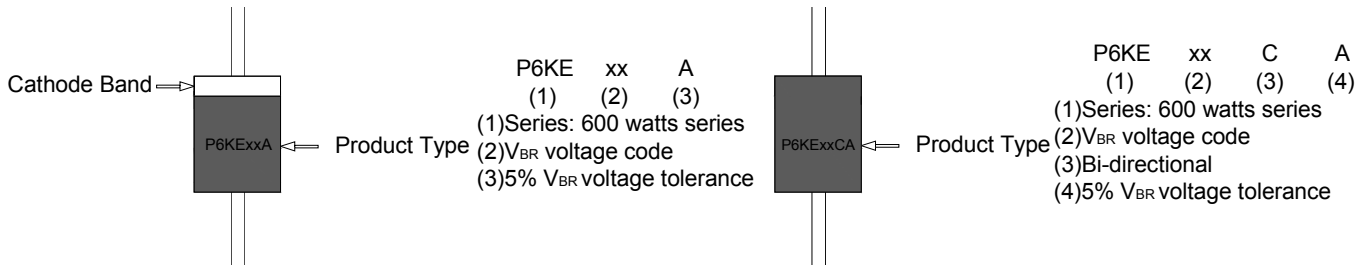 Cathode Band
P6KExxA
Product Type
P6KE xx A
(1) (2) (3)
(1)Series: 600 watts series
(2)VBR voltage code
(3)5% VBR voltage tolerance
P6KExxCA
Product Type
P6KE xx C A
(1) (2) (3) (4)
(1)Series: 600 watts series
(2)VBR voltage code
(3)Bi-directional
(4)5% VBR voltage tolerance